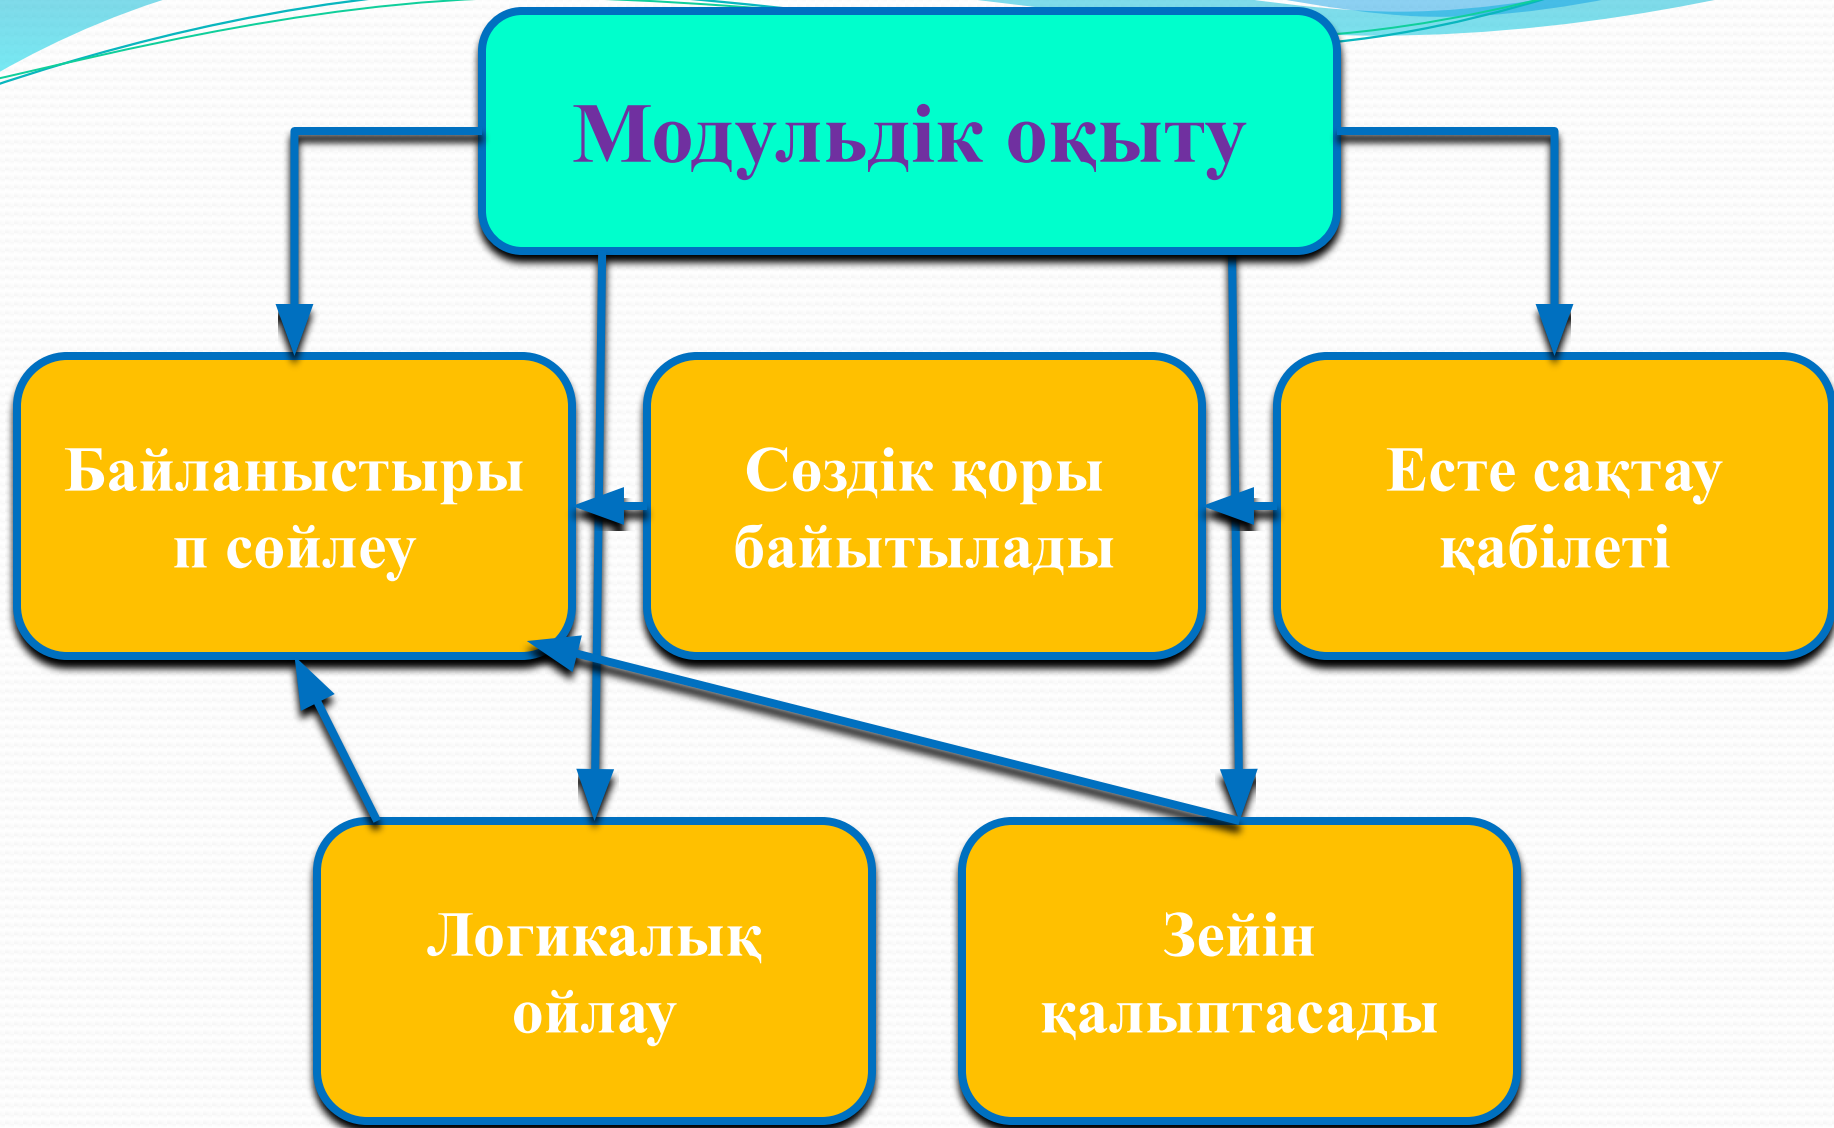 Модульдік оқыту
Байланыстыры
п сөйлеу
Сөздік қоры
байытылады
Есте сақтау
қабілеті
Логикалық
ойлау
Зейін
қалыптасады